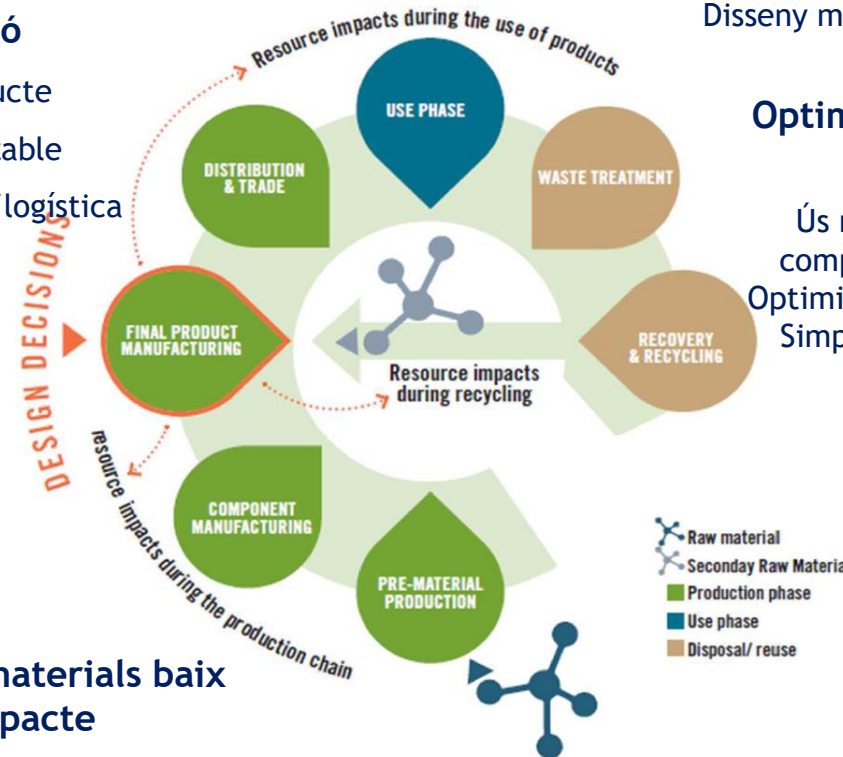 Resource impacts during the use of products
Disseny m
ó
ucte
able
logística
USE PHASE
DISTRIBUTION
& TRADE
WASTE TREATMENT
Optim
Ús r
comp
Optimi
Simp
DESIGN DECISIONS
FINAL PRODUCT
MANUFACTURING
RECOVERY
& RECYCLING
Resource impacts
during recycling
resource impacts during the production chain
COMPONENT
MANUFACTURING
PRE-MATERIAL
PRODUCTION
Raw material
Seconday Raw Materia
Production phase
Use phase
Disposal/ reuse
materials baix
pacte